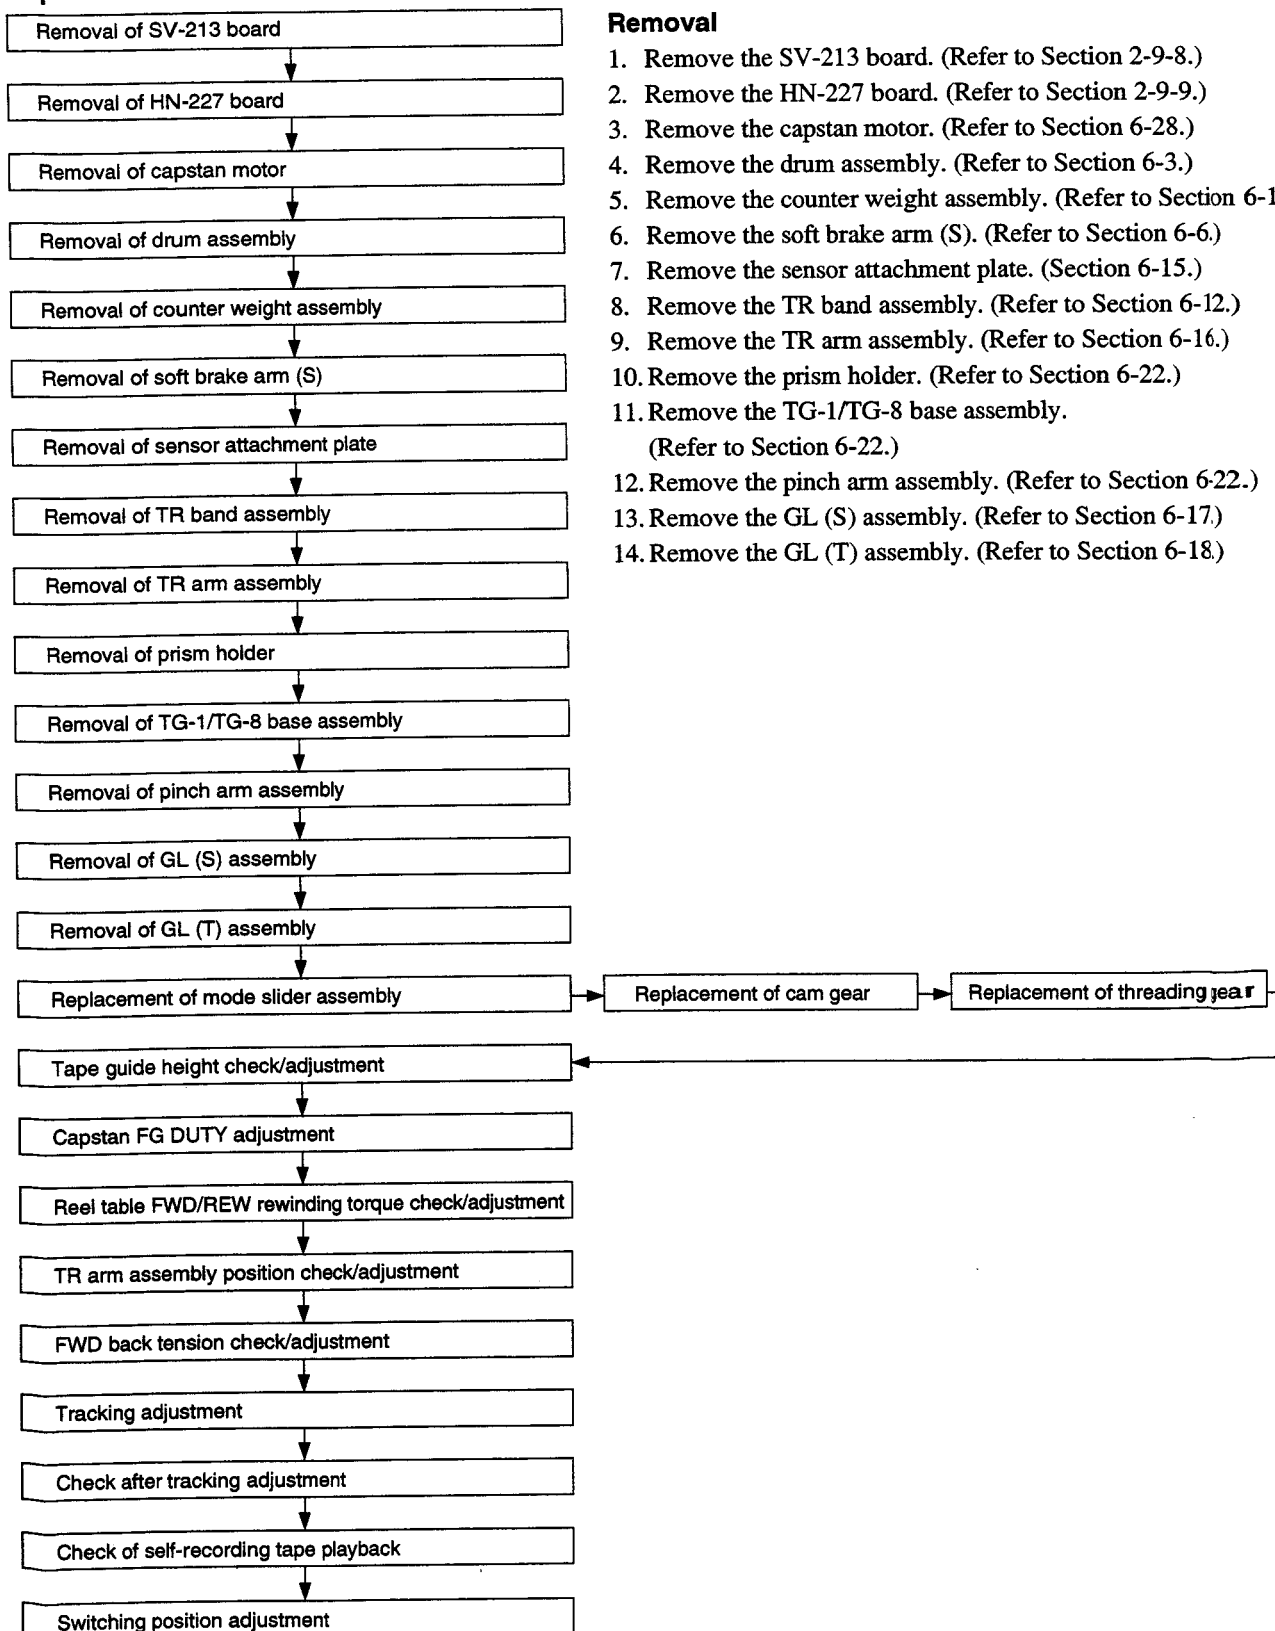 Removal of SV-213 board
Removal of HN-227 board
Removal of capstan motor
Removal of drum assembly
Removal of counter weight assembly
Removal of soft brake arm (S)
Removal of sensor attachment plate
Removal of TR band assembly
Removal of TR arm assembly
Removal of prism holder
Removal of TG-1/TG-8 base assembly
Removal of pinch arm assembly
Removal of GL (S) assembly
Removal of GL (T) assembly
Replacement of mode slider assembly
Replacement of cam gear
Replacement of threading gear
Tape guide height check/adjustment
Capstan FG DUTY adjustment
Reel table FWD/REW rewinding torque check/adjustment
TR arm assembly position check/adjustment
FWD back tension check/adjustment
Tracking adjustment
Check after tracking adjustment
Check of self-recording tape playback
Switching position adjustment
Removal
1. Remove the SV-213 board. (Refer to Section 2-9-8.)
2. Remove the HN-227 board. (Refer to Section 2-9-9.)
3. Remove the capstan motor. (Refer to Section 6-28.)
4. Remove the drum assembly. (Refer to Section 6-3.)
5. Remove the counter weight assembly. (Refer to Section 6-1
6. Remove the soft brake arm (S). (Refer to Section 6-6.)
7. Remove the sensor attachment plate. (Section 6-15.)
8. Remove the TR band assembly. (Refer to Section 6-12.)
9. Remove the TR arm assembly. (Refer to Section 6-16.)
10. Remove the prism holder. (Refer to Section 6-22.)
11. Remove the TG-1/TG-8 base assembly.
(Refer to Section 6-22.)
12. Remove the pinch arm assembly. (Refer to Section 6-22.)
13. Remove the GL (S) assembly. (Refer to Section 6-17.)
14. Remove the GL (T) assembly. (Refer to Section 6-18.)